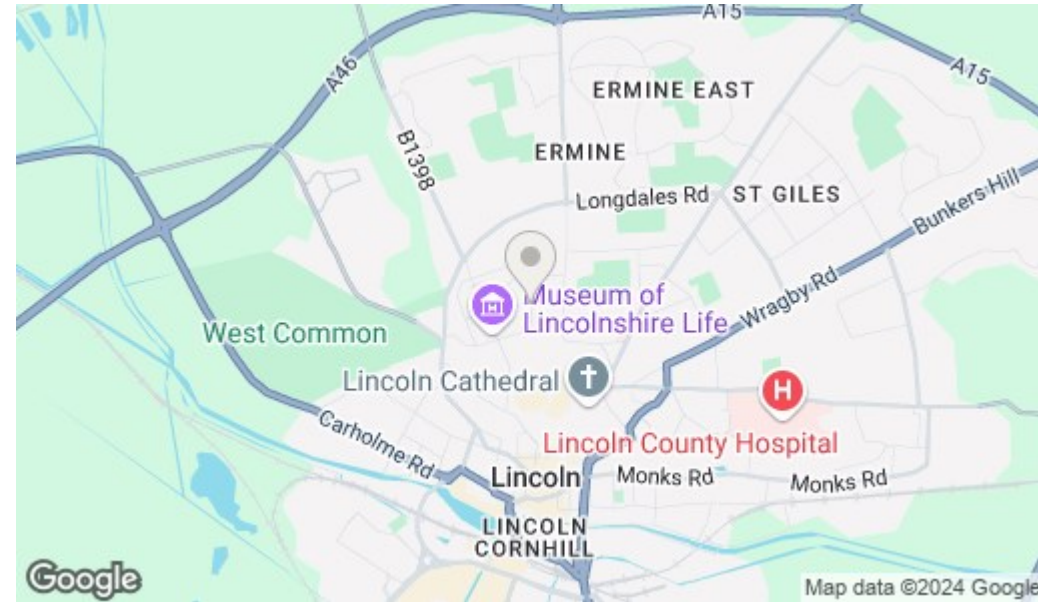 A15
A46
A15
ERMINE EAST
B1398
ERMINE
Longdales Rd
ST GILES
Bunkers Hill
Museum of
Lincolnshire Life
Wragby Rd
West Common
Lincoln Cathedral
H
Carholme Rd
Lincoln County Hospital
Lincoln
Monks Rd
Monks Rd
LINCOLN
CORNHILL
Google
Map data ©2024 Google